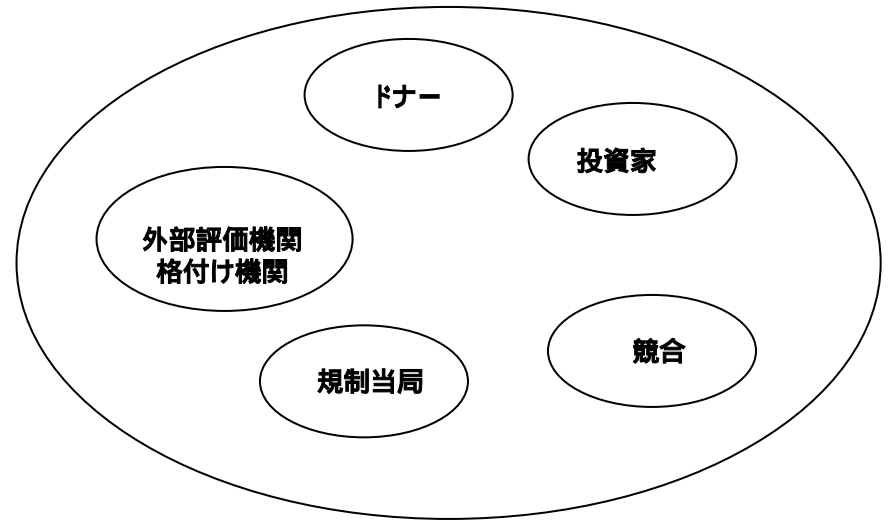 ドナー
投資家
外部評価機関
格付け機関
競合
規制当局